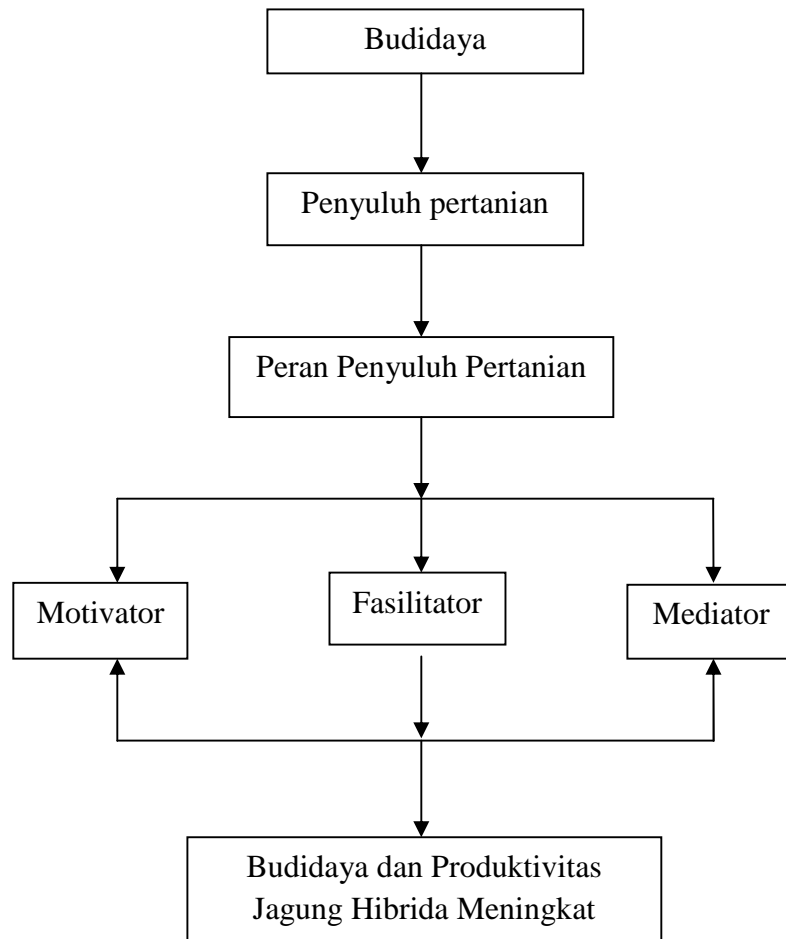 Budidaya
Penyuluh pertanian
Peran Penyuluh Pertanian
Motivator
Fasilitator
Mediator
Budidaya dan Produktivitas
Jagung Hibrida Meningkat